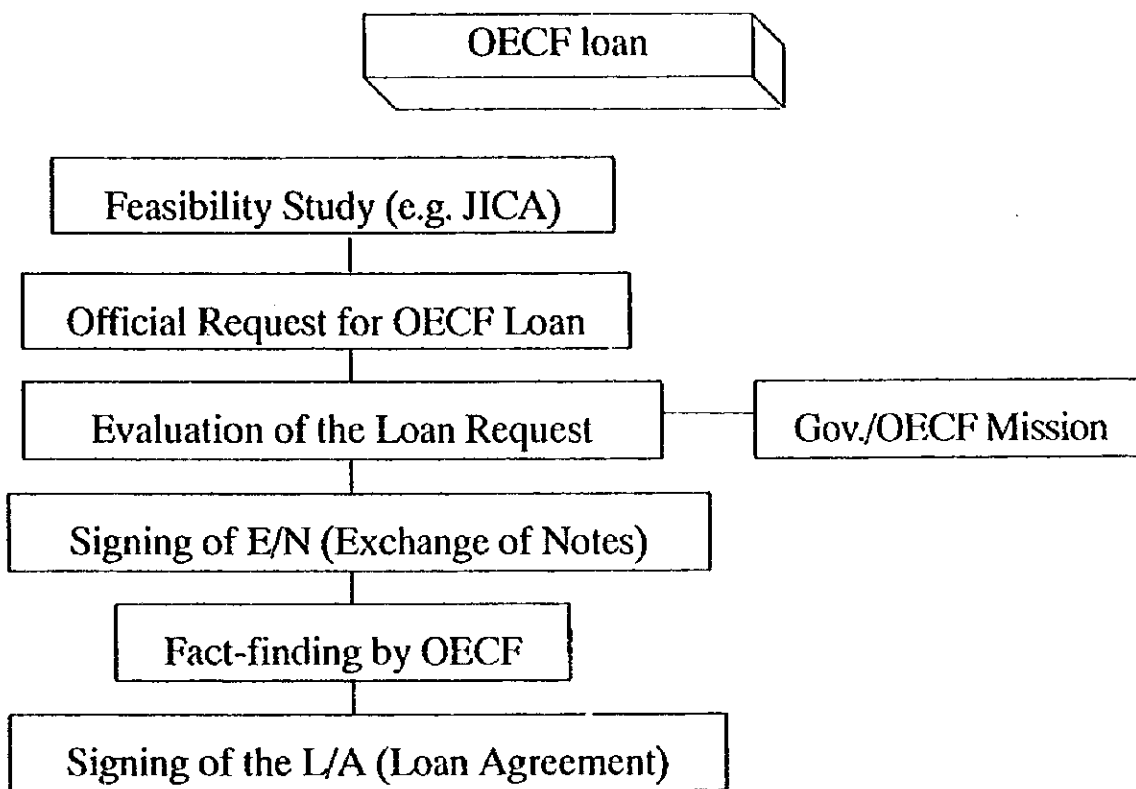 OECF loan
Feasibility Study (e.g. JICA)
Official Request for OECF Loan
Evaluation of the Loan Request
Gov./OECF Mission
Signing of E/N (Exchange of Notes)
Fact-finding by OECF
Signing of the L/A (Loan Agreement)